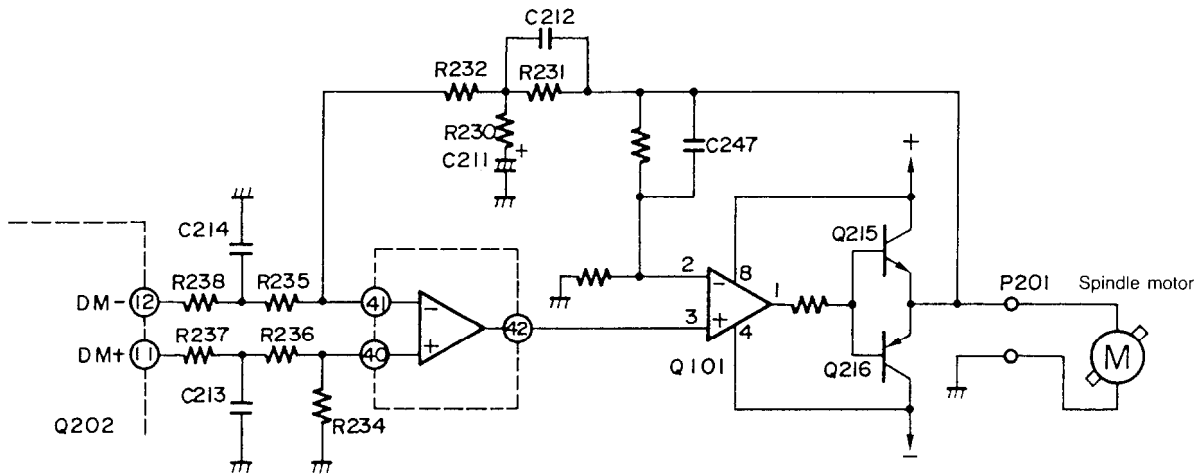 C212
R232
R231
R230
C211
+
C247
+
C214
Q215
R238
R235
2
8
P201
Spindle motor
DM-
12
41
-
-
1
42
3
+
M
DM+
11
R237
R236
40
+
4
Q101
Q216
C213
R234
Q202
-